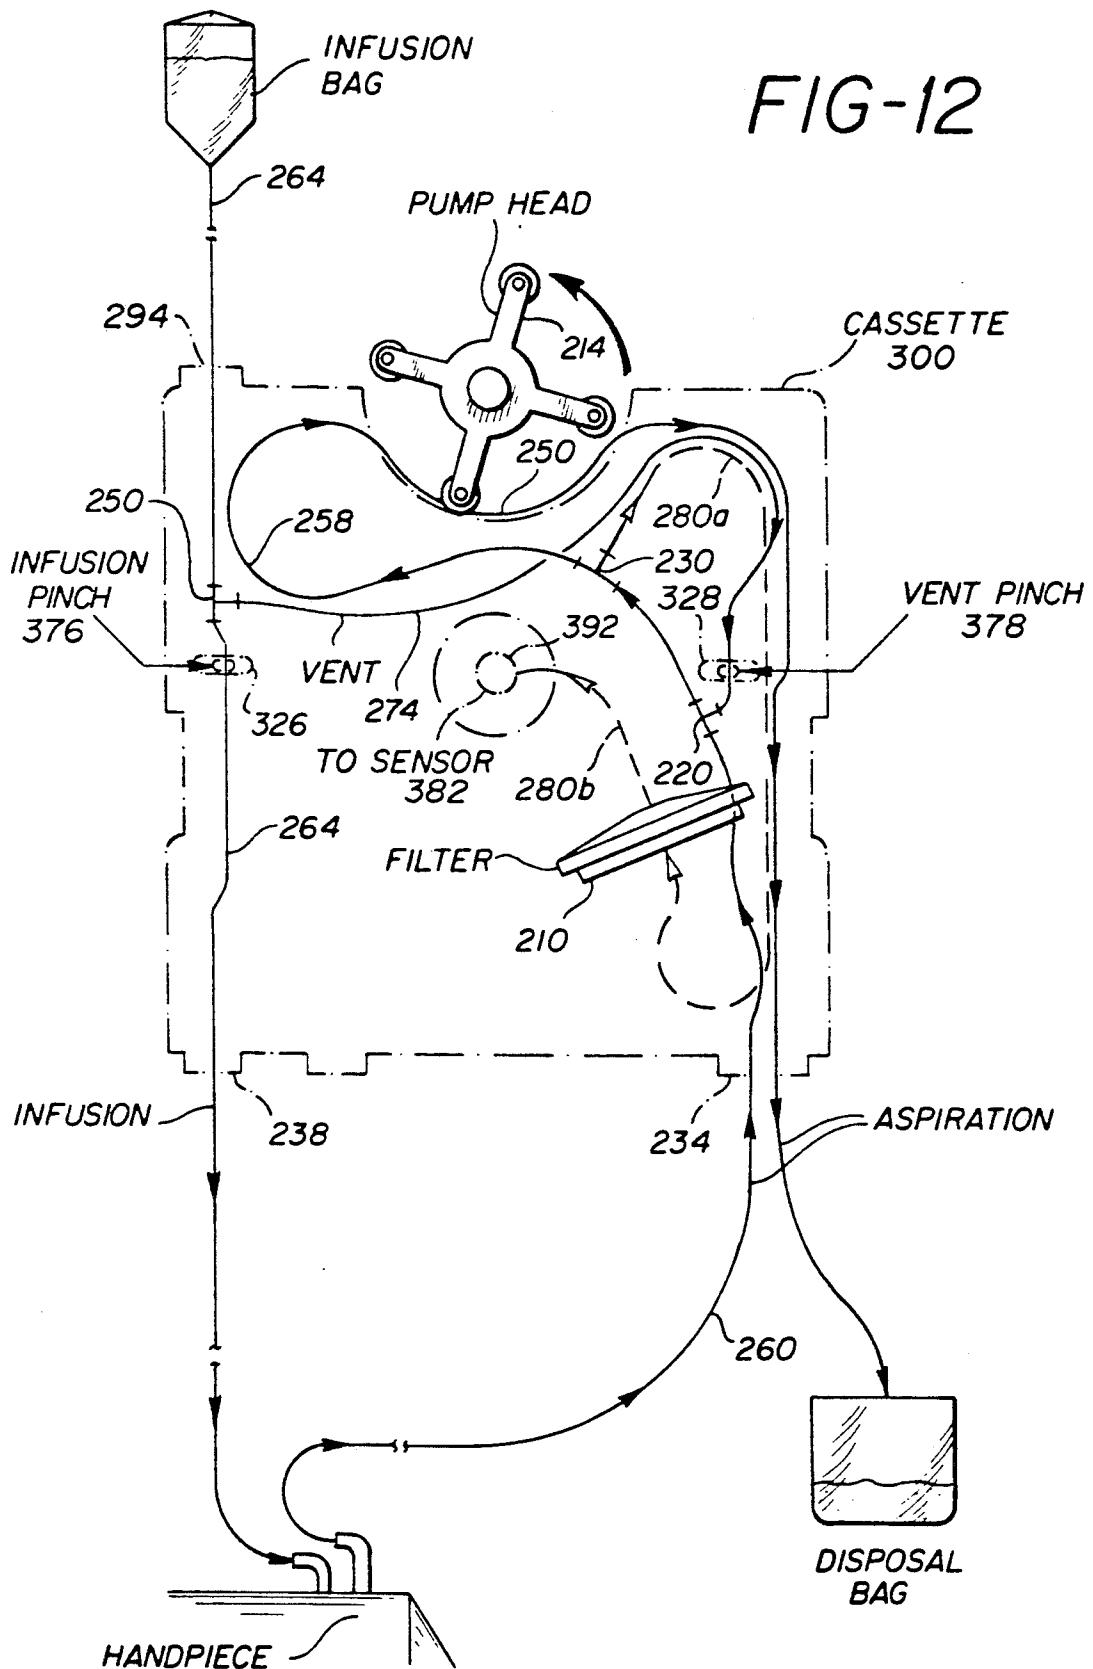 INFUSION
BAG
FIG-12
264
PUMP HEAD
294
214
CASSETTE
300
250
250
258
280a
INFUSION
PINCH
376
230
328
VENT PINCH
378
392
VENT
326
274
TO SENSOR
382
280b
220
264
FILTER
210
INFUSION
238
234
ASPIRATION
260
DISPOSAL
BAG
HANDPIECE